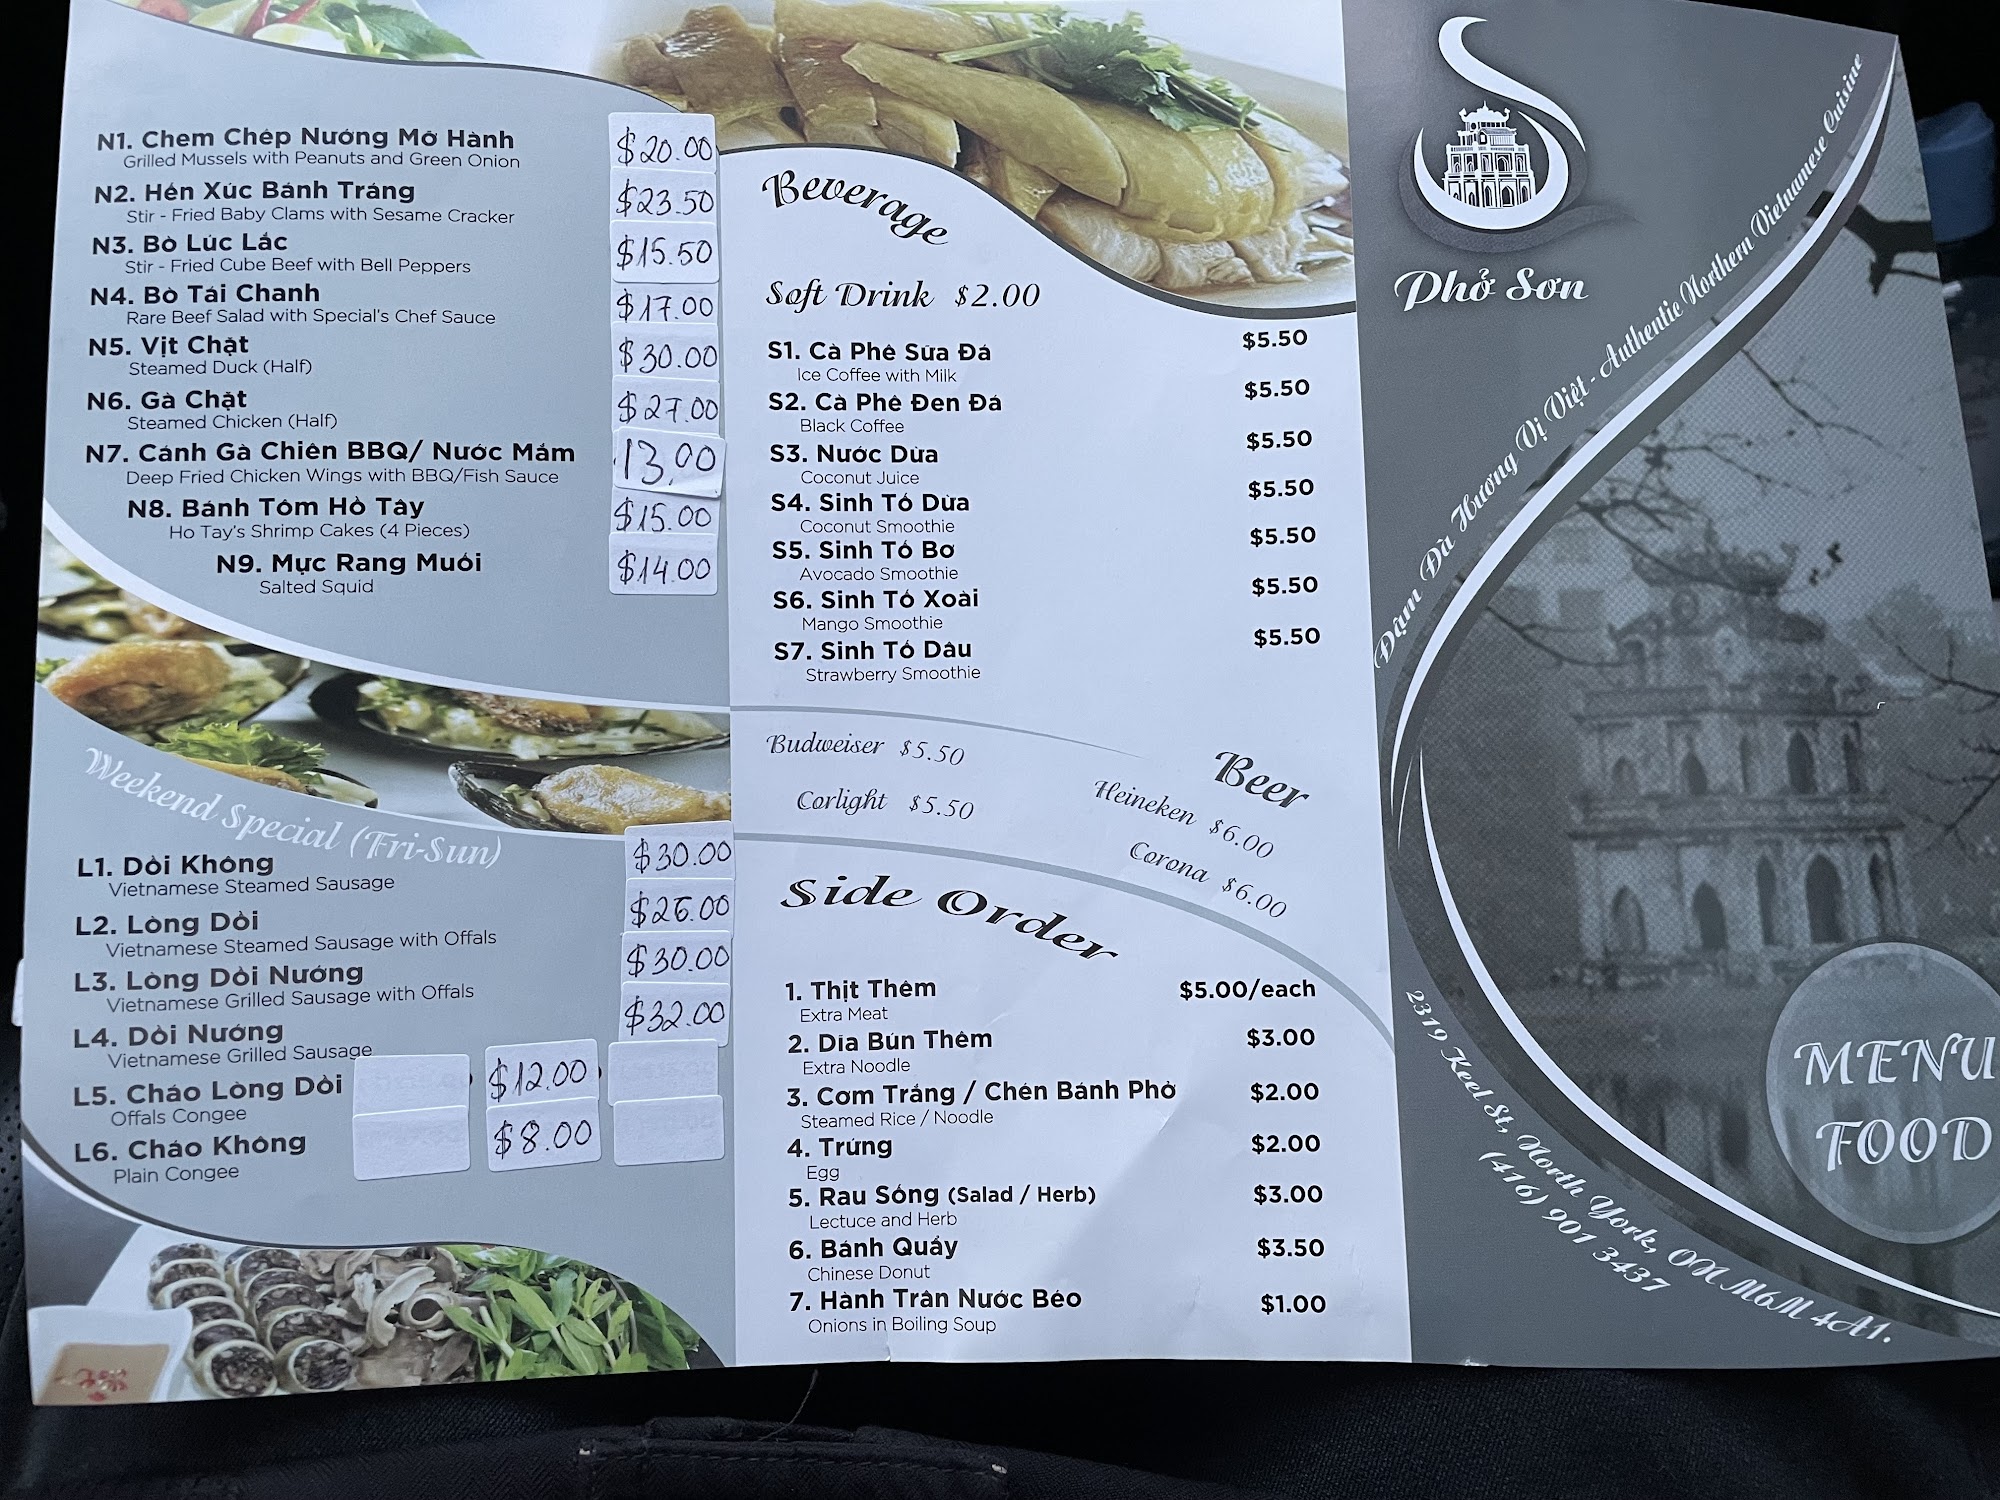 N1. Chem Chép Nướng Mỡ Hành $20.00
Grilled Mussels with Peanuts and Green Onion
N2. Hến Xúc Bánh Tráng $23.50
Stir - Fried Baby Clams with Sesame Cracker
N3. Bò Lúc Lắc $15.50
Stir - Fried Cube Beef with Bell Peppers
N4. Bò Tái Chanh $17.00
Rare Beef Salad with Special's Chef Sauce
N5. Vịt Chặt $30.00
Steamed Duck (Half)
N6. Gà Chặt $27.00
Steamed Chicken (Half)
N7. Cánh Gà Chiên BBQ/ Nước Mắm 13,00
Deep Fried Chicken Wings with BBQ/Fish Sauce
N8. Bánh Tôm Hồ Tây $15.00
Ho Tay's Shrimp Cakes (4 Pieces)
N9. Mực Rang Muối $14.00
Salted Squid
Weekend Special (Fri-Sun)
L1. Dồi Không $30.00
Vietnamese Steamed Sausage
L2. Lòng Dồi $26.00
Vietnamese Steamed Sausage with Offals
L3. Lòng Dồi Nướng $30.00
Vietnamese Grilled Sausage with Offals
L4. Dồi Nướng $32.00
Vietnamese Grilled Sausage
L5. Cháo Lòng Dồi $12.00
Offals Congee
L6. Cháo Không $8.00
Plain Congee
Beverage
Soft Drink $2.00
S1. Cà Phê Sữa Đá $5.50
Ice Coffee with Milk
S2. Cà Phê Đen Đá $5.50
Black Coffee
S3. Nước Dừa $5.50
Coconut Juice
S4. Sinh Tố Dừa $5.50
Coconut Smoothie
S5. Sinh Tố Bơ $5.50
Avocado Smoothie
S6. Sinh Tố Xoài $5.50
Mango Smoothie
S7. Sinh Tố Dâu $5.50
Strawberry Smoothie
Beer
Budweiser $5.50
Corlight $5.50
Heineken $6.00
Corona $6.00
Side Order
1. Thịt Thêm $5.00/each
Extra Meat
2. Dĩa Bún Thêm $3.00
Extra Noodle
3. Cơm Trắng / Chén Bánh Phở $2.00
Steamed Rice / Noodle
4. Trứng $2.00
Egg
5. Rau Sống (Salad / Herb) $3.00
Lectuce and Herb
6. Bánh Quẩy $3.50
Chinese Donut
7. Hành Trần Nước Béo $1.00
Onions in Boiling Soup
Phở Sơn
Đậm Đà Hương Vị Việt - Authentic Northern Vietnamese Cuisine
MENU
FOOD
2319 Keel St, North York, ON M6M 4A1.
(416) 901 3437